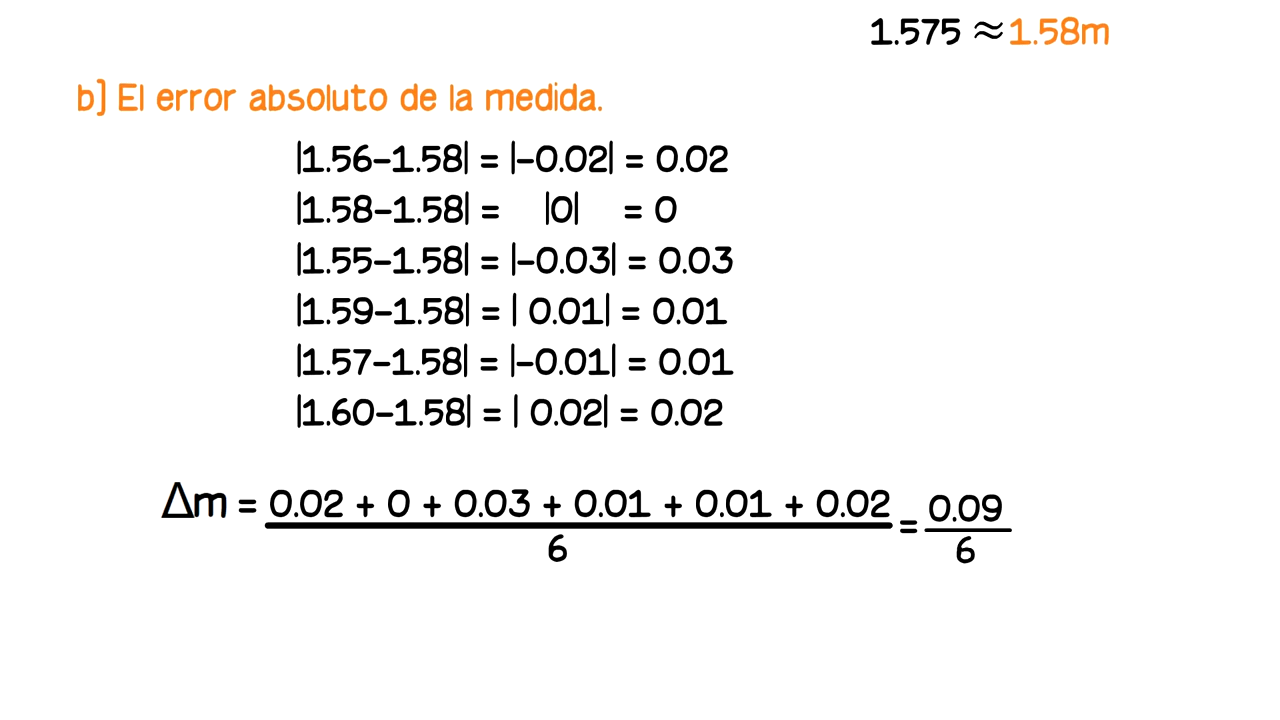 1.575 ≈ 1.58m
b) El error absoluto de la medida.
|1.56-1.58| = |-0.02| = 0.02
|1.58-1.58| = |0| = 0
|1.55-1.58| = |-0.03| = 0.03
|1.59-1.58| = | 0.01| = 0.01
|1.57-1.58| = |-0.01| = 0.01
|1.60-1.58| = | 0.02| = 0.02
Δm = 0.02 + 0 + 0.03 + 0.01 + 0.01 + 0.02 = 0.09
6 6